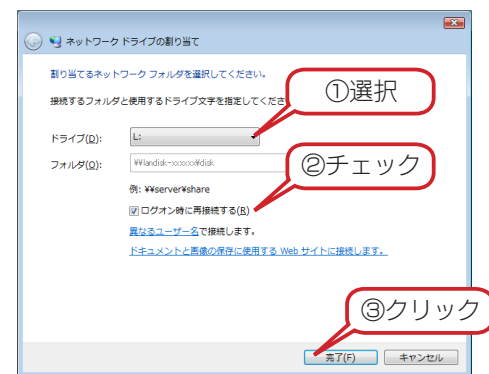 ネットワーク ドライブの割り当て
割り当てるネットワーク フォルダを選択してください。
接続するフォルダと使用するドライブ文字を指定してくださ
①選択
ドライブ(D):
L:
フォルダ(O):
¥¥landisk-xxxxxx¥disk
②チェック
例: ¥¥server¥share
ログオン時に再接続する(R)
異なるユーザー名で接続します。
ドキュメントと画像の保存に使用する Web サイトに接続します。
③クリック
完了(F)
キャンセル